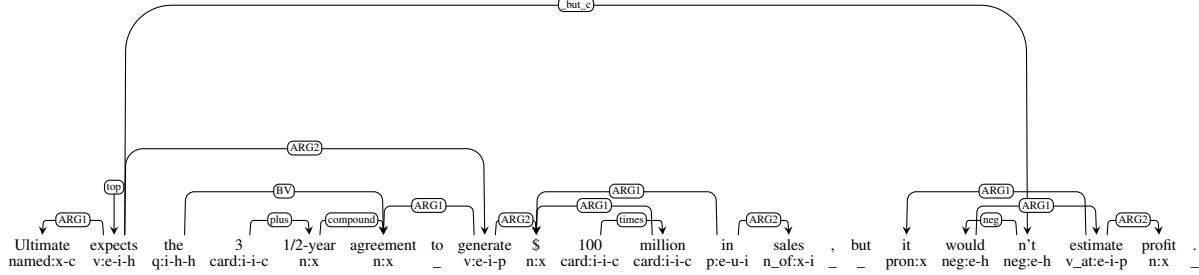 _but_c
ARG2
top
BV ARG1 ARG1
ARG1 plus compound ARG1 ARG2 ARG1 times ARG2 neg ARG1 ARG2
Ultimate expects the 3 1/2-year agreement to generate $ 100 million in sales , but it would n't estimate profit .
named:x-c v:e-i-h q:i-h-h card:i-i-c n:x n:x _ v:e-i-p n:x card:i-i-c card:i-i-c p:e-u-i n_of:x-i _ _ pron:x neg:e-h neg:e-h v_at:e-i-p n:x _